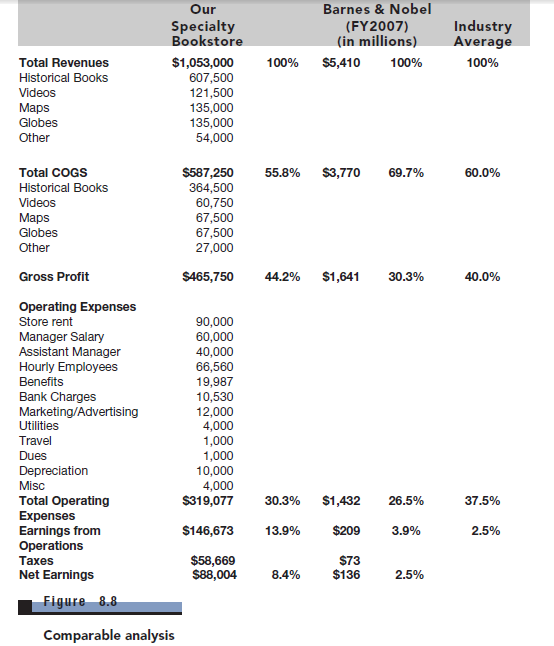 Our Specialty Bookstore Barnes & Nobel (FY2007) (in millions) Industry Average
Total Revenues $1,053,000 100% $5,410 100% 100%
Historical Books 607,500
Videos 121,500
Maps 135,000
Globes 135,000
Other 54,000
Total COGS $587,250 55.8% $3,770 69.7% 60.0%
Historical Books 364,500
Videos 60,750
Maps 67,500
Globes 67,500
Other 27,000
Gross Profit $465,750 44.2% $1,641 30.3% 40.0%
Operating Expenses
Store rent 90,000
Manager Salary 60,000
Assistant Manager 40,000
Hourly Employees 66,560
Benefits 19,987
Bank Charges 10,530
Marketing/Advertising 12,000
Utilities 4,000
Travel 1,000
Dues 1,000
Depreciation 10,000
Misc 4,000
Total Operating Expenses $319,077 30.3% $1,432 26.5% 37.5%
Earnings from Operations $146,673 13.9% $209 3.9% 2.5%
Taxes $58,669 $73
Net Earnings $88,004 8.4% $136 2.5%
Figure 8.8
Comparable analysis